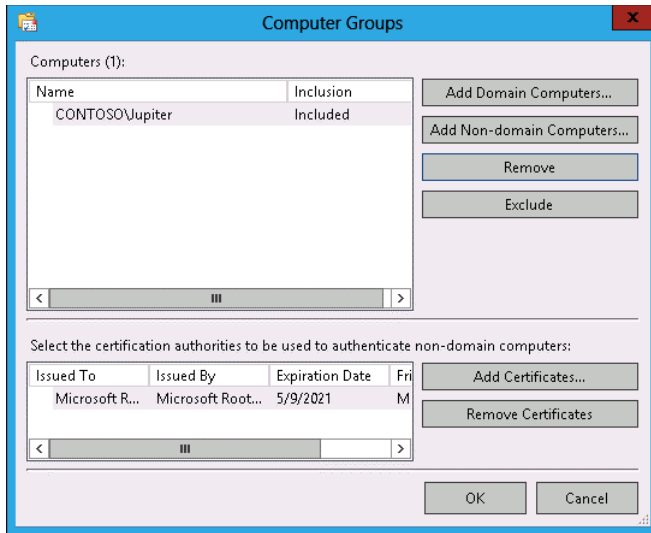 Computer Groups
x
Computers (1):
Name Inclusion
CONTOSO\Jupiter Included
Add Domain Computers...
Add Non-domain Computers...
Remove
Exclude
Select the certification authorities to be used to authenticate non-domain computers:
Issued To Issued By Expiration Date Fri
Microsoft R... Microsoft Root... 5/9/2021 M
Add Certificates...
Remove Certificates
OK Cancel